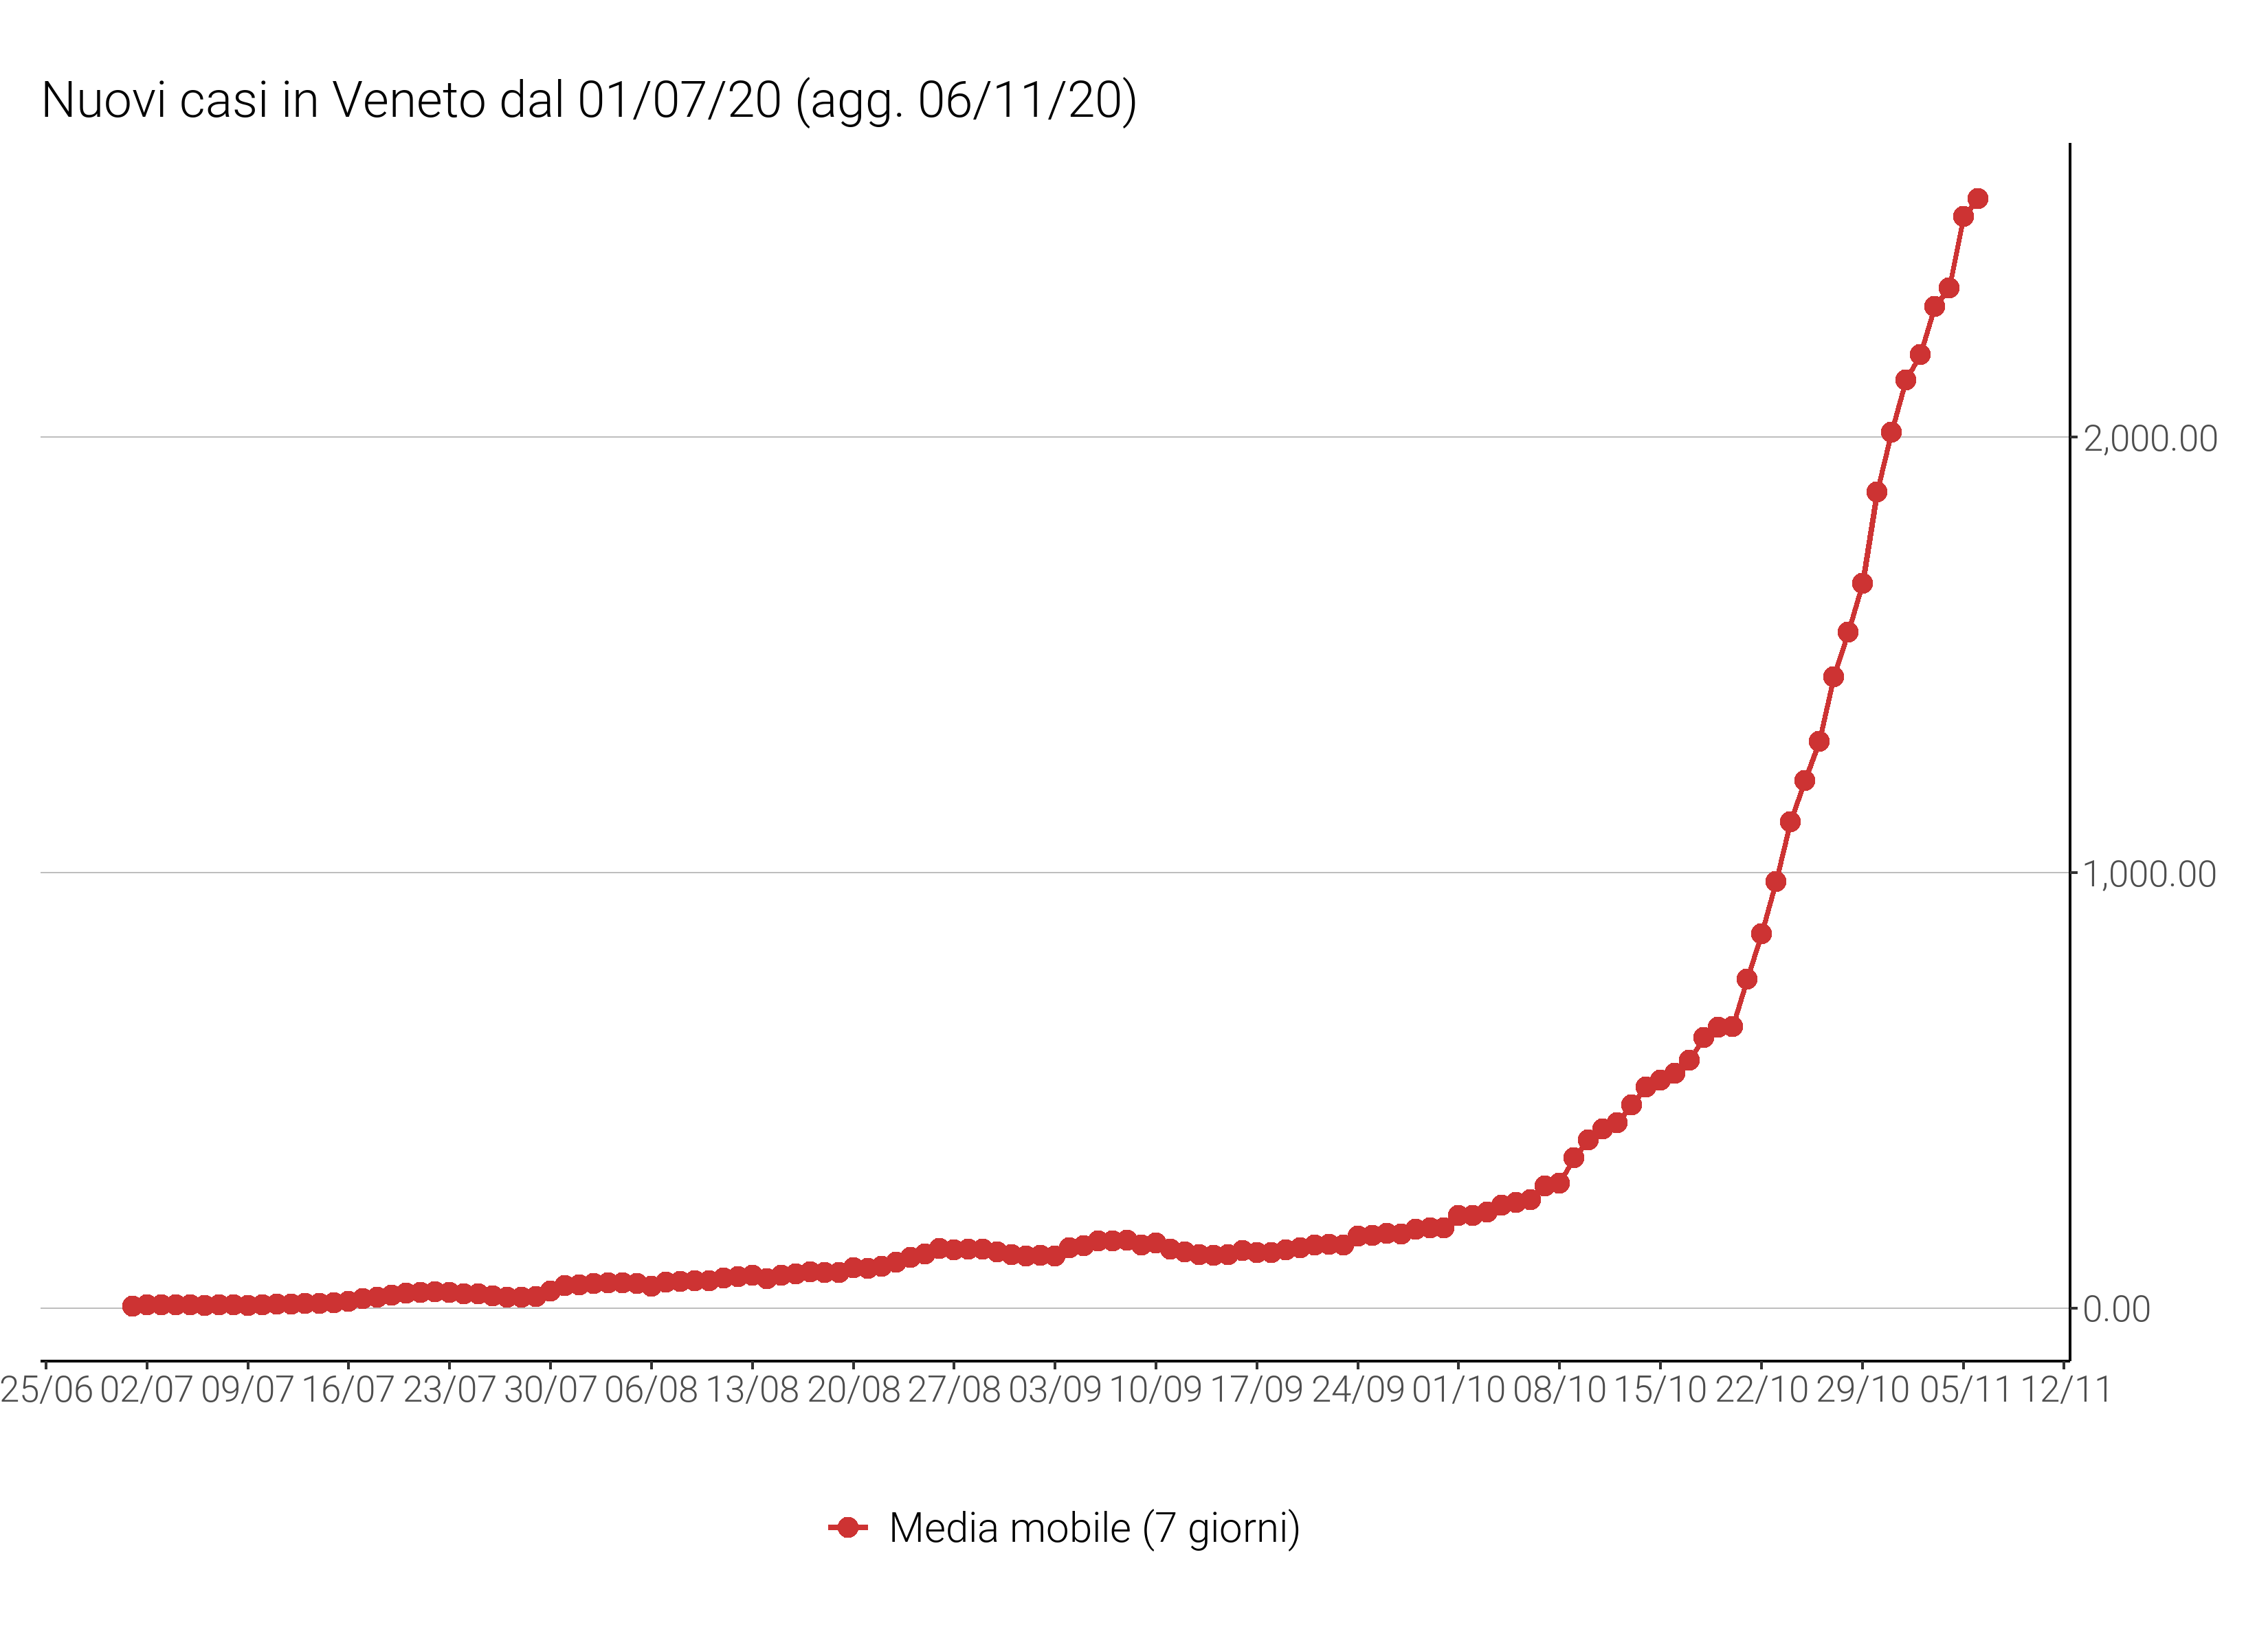 Nuovi casi in Veneto dal 01/07/20 (agg. 06/11/20)
2,000.00
1,000.00
0.00
25/06 02/07 09/07 16/07 23/07 30/07 06/08 13/08 20/08 27/08 03/09 10/09 17/09 24/09 01/10 08/10 15/10 22/10 29/10 05/11 12/11
Media mobile (7 giorni)